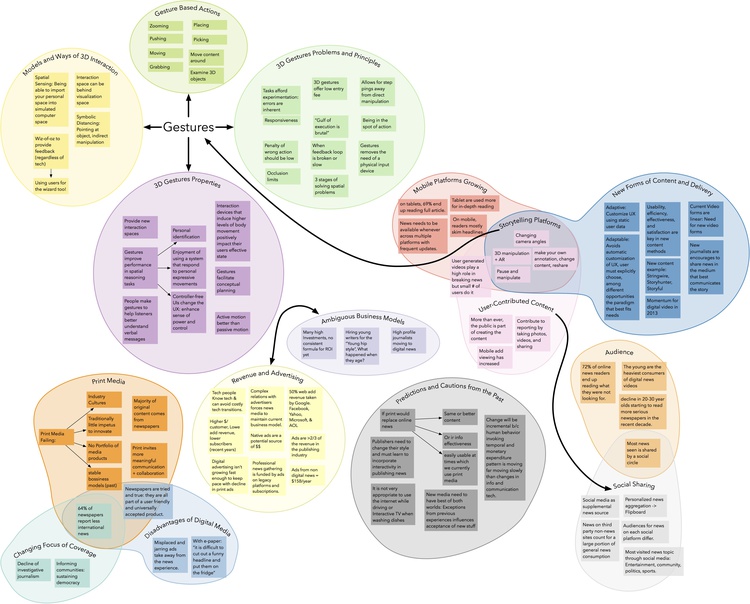 Gesture Based Actions
Zooming
Placing
Pushing
Picking
Moving
Move content
around
Grabbing
Examine 3D
objects
Models and Ways of 3D Interaction
Spatial
Sensing: Being
able to import
your personal
space into
simulated
computer
space
Interaction
space can be
behind
visualization
space
Symbolic
Distancing:
Pointing at
object, indirect
manipulation
Wiz-of-oz to
provide
feedback
(regardless of
tech)
Using users for
the wizard too!
Gestures
3D Gestures Problems and Principles
Tasks afford
experimentation:
errors are
inherent
3D gestures
offer low entry
fee
Allows for step
pings away from
direct
manipulation
Responsiveness
"Gulf of
execution is
brutal"
Being in the
spot of action
Penalty of
wrong action
should be low
When
feedback loop
is broken or
slow
Gestures
removes the
need of a
physical input
device
Occlusion
limits
3 stages of
solving spatial
problems
3D Gestures Properties
Provide new
interaction
spaces
Personal
identification
Interaction
devices that
induce higher
levels of body
movement
positively
impact their
users effective
state
Gestures
improve
performance in
spatial
reasoning
tasks
Enjoyment of
using a system
that respond
to personal
expressive
movements
Gestures
facilitate
conceptual
planning
People make
gestures to
help listeners
better
understand
verbal
messages
Controller-free
UIs change the
UX: enhance
sense of
power and
control
Active motion
better than
passive motion
Mobile Platforms Growing
on tablets, 69% end
up reading full article.
Tablet are used more
for in-depth reading
News needs to be
available whenever
across multiple
platforms with
frequent updates.
On-mobile,
readers mostly
skim headlines
Storytelling Platforms
Changing
camera angles
3D manipulation
+ AR
make your own
annotation, change
content, reshare
Pause and
manipulate
New Forms of Content and Delivery
Adaptive:
Customize UX
using static
user data
Usability,
efficiency,
effectiveness,
and satisfaction
are key in new
content methods
Current Video
forms are
linear: Need
for new video
forms
Adaptable:
Avoids
automatic
customization
of UX, user
must explicitly
choose,
among
different
opportunities
the paradigm
that best fits
needs
New content
example:
Stringwire,
Storyhunter,
Storyful
New
journalists are
encourages to
share news in
the medium
that best
communicates
the story
Momentum for
digital video in
2013
User generated
videos play a
high role in
breaking news
but small # of
users do it
User-Contributed Content
More than ever,
the public is part
of creating the
content
Contribute to
reporting by
taking photos,
videos, and
sharing
Mobile add
viewing has
increased
Ambiguous Business Models
Many high
investments, no
consistent
formula for ROI
yet
Hiring young
writers for the
"Young hip
style", What
happened when
they age?
High profile
journalists
moving to
digital news
Revenue and Advertising
Tech people
Know tech &
can avoid costly
tech transitions.
Complex
relations with
advertisers
forces news
media to
maintain current
business model.
50% web add
revenue taken
by Google,
Facebook,
Yahoo,
Microsoft, &
AOL
Higher $/
customer, Lowe
add revenue,
lower
subscribers
(recent years)
Native ads are a
potential source
of $$
Ads are >2/3 of
the revenue in
the publishing
industry
Digital
advertising isn't
growing fast
enough to keep
pace with
decline in print
ads
Professional
news gathering
is funded by
ads on legacy
platforms and
subscriptions.
Ads from non
digital news =
$15B/year
Print Media
Industry
Cultures
Majority of
original content
comes for
newspapers
Traditionally
little impetus to
innovate
Print Media
Failing:
No Portfolio of
media
products
Print invites
more
meaningful
communication
+ collaboration
stable
bossiness
models (past)
64% of
newspapers
report less
international
news
Newspapers are tried
and true: they are all
part of a user friendly
and universally
accepted product.
Changing Focus of Coverage
Decline of
investigative
journalism
Informing
communities:
sustaining
democracy
Disadvantages of Digital Media
Misplaced and
jarring ads
take away from
the news
experience.
With e-paper:
"it is difficult to
cut out a funny
headline and
put them on
the fridge"
Predictions and Cautions from the Past
If print would
replace online
news
Same or better
content
Or ir info
effectiveness
easily usable at
times which we
currently use
print media
Change will be
incremental b/c
human behavior
invoking
temporal and
monetary
expenditure
pattern is
moving far
moving slowly
than changes in
info and
communication
tech.
Publishers need to
change their style
and must learn to
incorporate
interactivity in
publishing news
It is not very
appropriate to use
the internet while
driving or
Interactive TV when
washing dishes
New media need to
have best of both
worlds: Exceptions
from previous
experiences influences
acceptance of new
stuff
Audience
72% of online
news readers
end up reading
what they were
not looking for.
The young are
the heaviest
consumers of
digital news
videos
decline in 20-30 year
olds starting to read
more serious
newspapers in the
recent decade.
Most news
seen is shared
by a social
circle
Social Sharing
Social media as
supplemental
news source
Personalized news
aggregation ->
Flipboard
News on third
party non-news
sites count for a
large portion of
general news
consumption
Audiences for news
on each social
platform differ.
Most visited news topic
through social media:
Entertainment, community,
politics, sports.